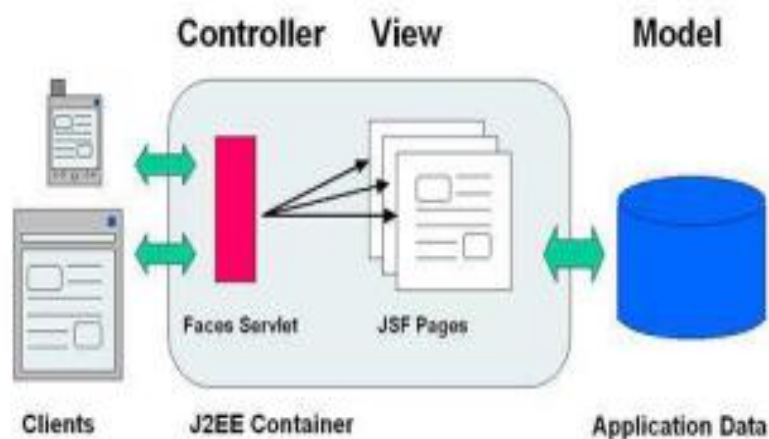 Controller View Model
Faces Servlet JSF Pages
Clients J2EE Container Application Data